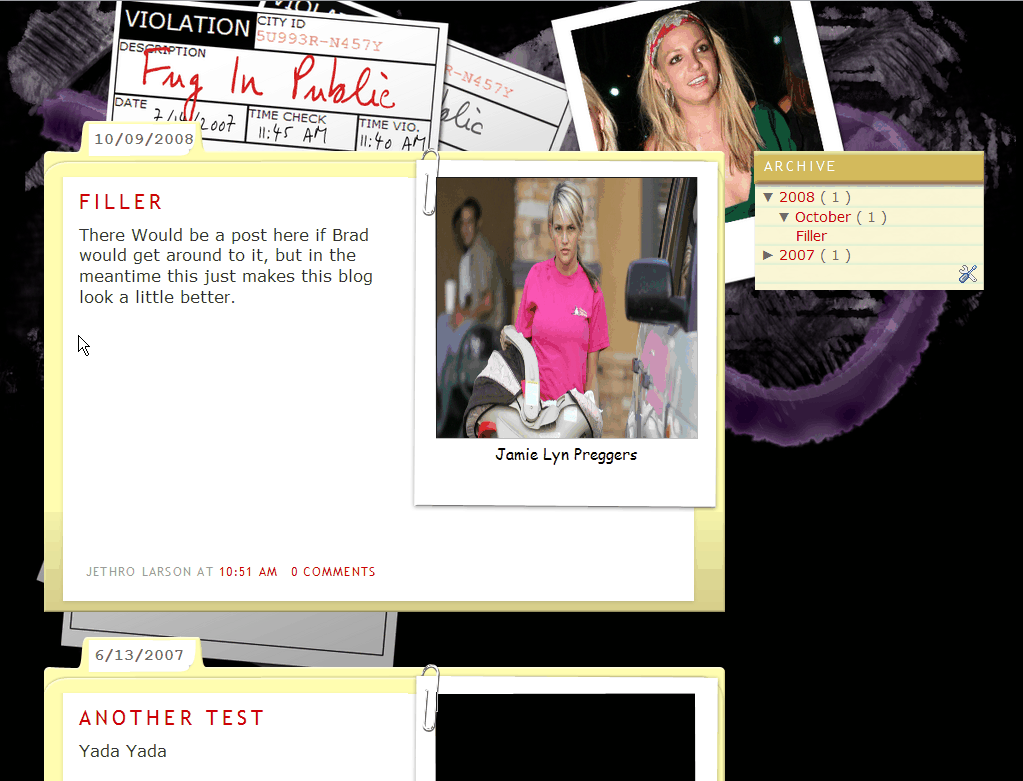 VIOLATION
CITY ID
5U993R-N457Y
DESCRIPTION
Fug In Public
DATE
7/14/2007
TIME CHECK
11:45 AM
TIME VIO.
11:40 AM
R-N457Y
blic
10/09/2008
FILLER
There Would be a post here if Brad
would get around to it, but in the
meantime this just makes this blog
look a little better.
Jamie Lyn Preggers
JETHRO LARSON AT 10:51 AM 0 COMMENTS
ARCHIVE
▼ 2008 ( 1 )
▼ October ( 1 )
Filler
► 2007 ( 1 )
6/13/2007
ANOTHER TEST
Yada Yada